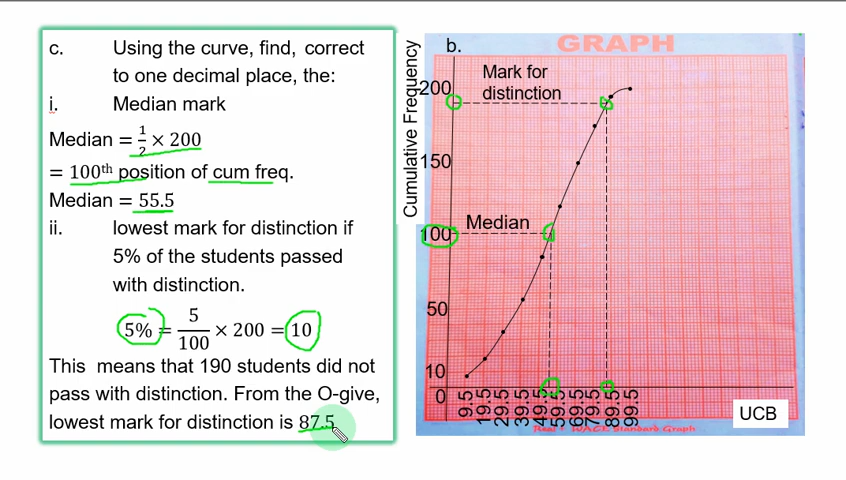 c. Using the curve, find, correct
to one decimal place, the:
i. Median mark
Median = 1/2 × 200
= 100th position of cum freq.
Median = 55.5
ii. lowest mark for distinction if
5% of the students passed
with distinction.
5% = 5/100 × 200 = 10
This means that 190 students did not
pass with distinction. From the O-give,
lowest mark for distinction is 87.5
b.
GRAPH
Cumulative Frequency
200
150
100
50
10
0
Mark for
distinction
Median
9.5
19.5
29.5
39.5
49.5
59.5
69.5
79.5
89.5
99.5
UCB
Standard Graph